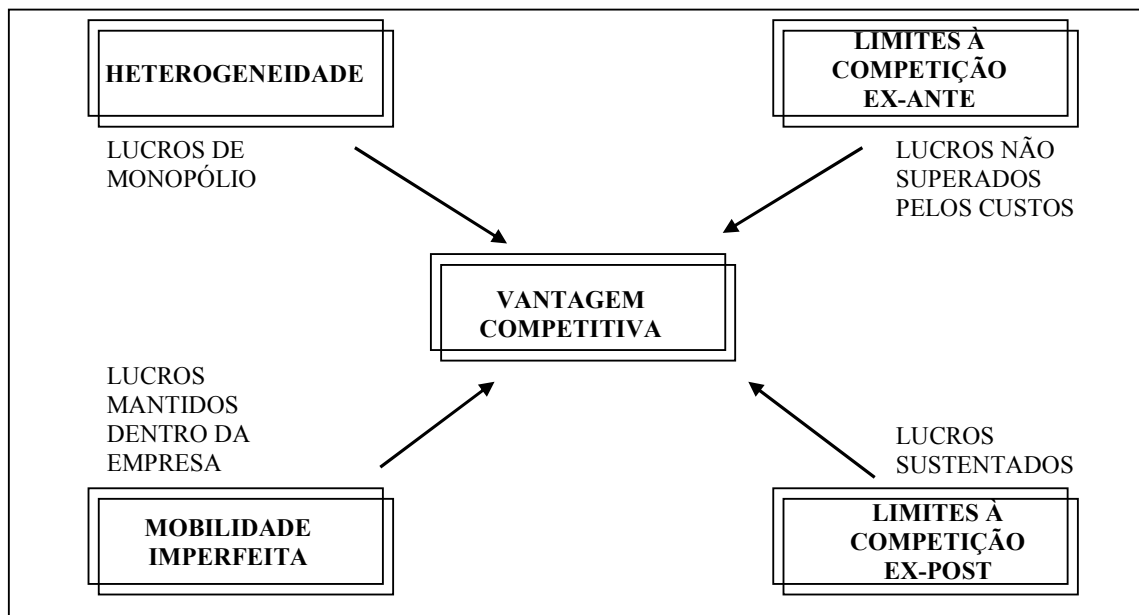 HETEROGENEIDADE
LUCROS DE
MONOPÓLIO
LIMITES À
COMPETIÇÃO
EX-ANTE
LUCROS NÃO
SUPERADOS
PELOS CUSTOS
VANTAGEM
COMPETITIVA
LUCROS
MANTIDOS
DENTRO DA
EMPRESA
MOBILIDADE
IMPERFEITA
LUCROS
SUSTENTADOS
LIMITES À
COMPETIÇÃO
EX-POST